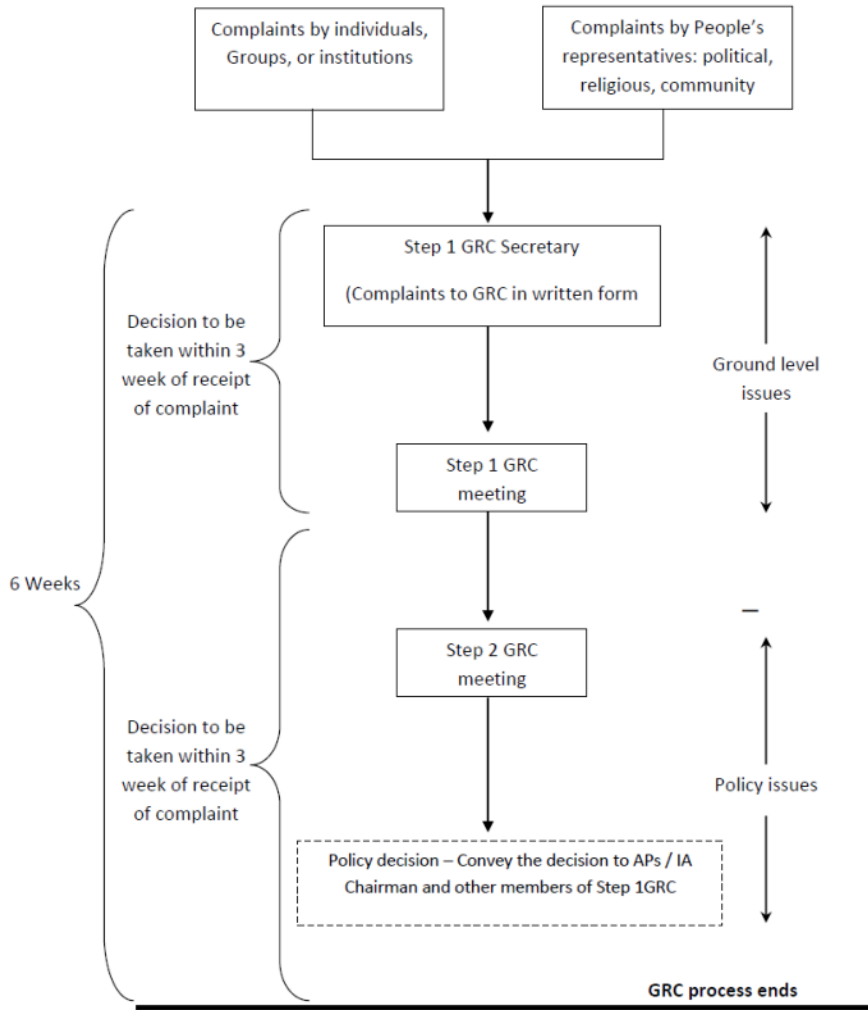 Complaints by individuals,
Groups, or institutions
Complaints by People's
representatives: political,
religious, community
Step 1 GRC Secretary
(Complaints to GRC in written form
Decision to be
taken within 3
week of receipt
of complaint
Ground level
issues
Step 1 GRC
meeting
6 Weeks
Step 2 GRC
meeting
Decision to be
taken within 3
week of receipt
of complaint
Policy issues
Policy decision – Convey the decision to APs / IA
Chairman and other members of Step 1GRC
GRC process ends